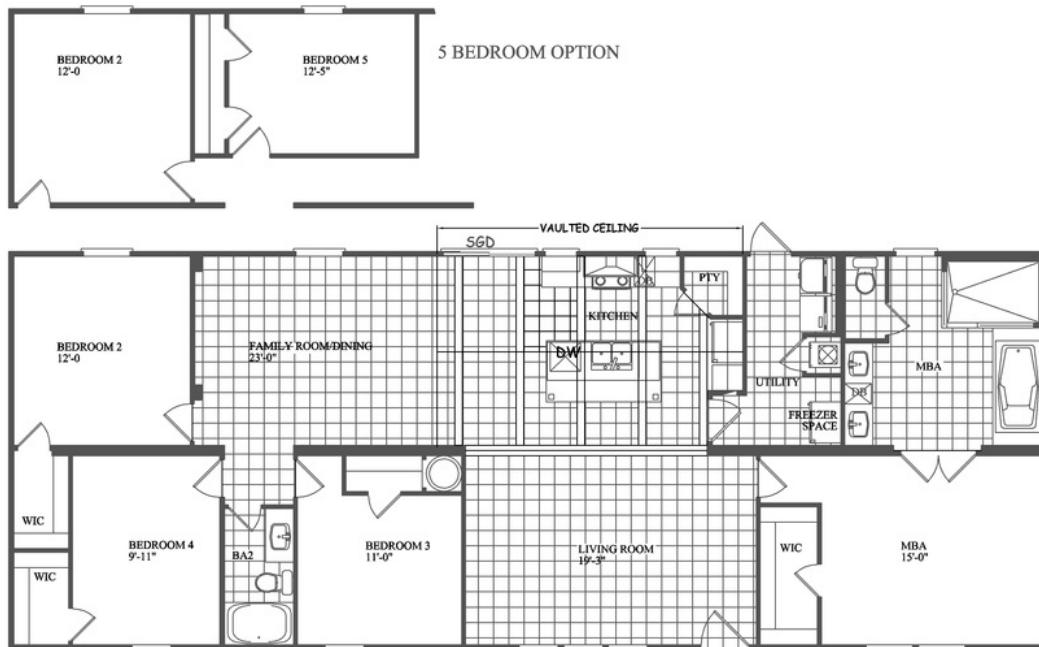 BEDROOM 2
12'-0
BEDROOM 5
12'-5"
5 BEDROOM OPTION
VAULTED CEILING
SGD
PTY
KITCHEN
BEDROOM 2
12'-0
FAMILY ROOM/DINING
23'-0"
DW
UTILITY
MBA
DB
FREEZER
SPACE
WIC
BEDROOM 4
9'-11"
BA2
BEDROOM 3
11'-0"
LIVING ROOM
19'-3"
WIC
MBA
15'-0"
WIC